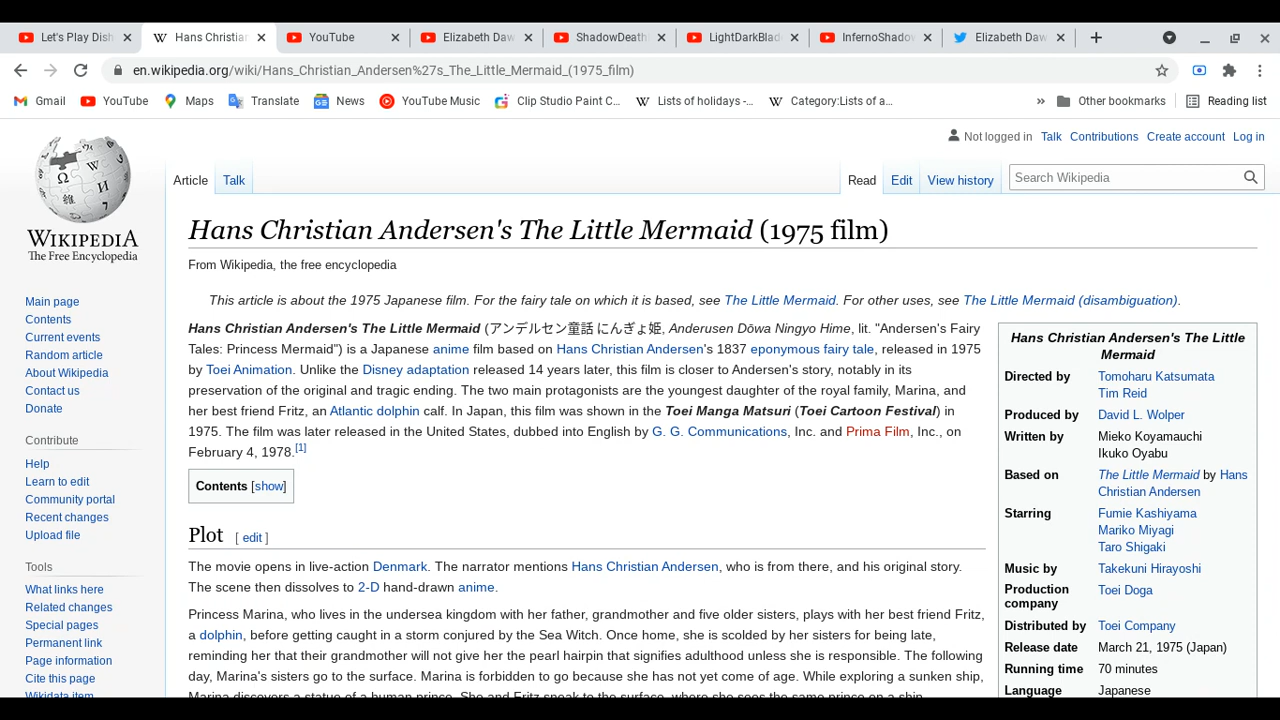 Let's Play Dish
Hans Christian
YouTube
Elizabeth Daw
ShadowDeath
LightDarkBlad
InfernoShadow
Elizabeth Daw
en.wikipedia.org/wiki/Hans_Christian_Andersen%27s_The_Little_Mermaid_(1975_film)
Gmail YouTube Maps Translate News YouTube Music Clip Studio Paint C... Lists of holidays -... Category:Lists of a... » Other bookmarks Reading list
Not logged in Talk Contributions Create account Log in
Article Talk Read Edit View history Search Wikipedia
WIKIPEDIA
The Free Encyclopedia
Main page
Contents
Current events
Random article
About Wikipedia
Contact us
Donate
Contribute
Help
Learn to edit
Community portal
Recent changes
Upload file
Tools
What links here
Related changes
Special pages
Permanent link
Page information
Cite this page
Wikidata item
Hans Christian Andersen's The Little Mermaid (1975 film)
From Wikipedia, the free encyclopedia
This article is about the 1975 Japanese film. For the fairy tale on which it is based, see The Little Mermaid. For other uses, see The Little Mermaid (disambiguation).
Hans Christian Andersen's The Little Mermaid (アンデルセン童話 にんぎょ姫, Anderusen Dōwa Ningyo Hime, lit. "Andersen's Fairy
Tales: Princess Mermaid") is a Japanese anime film based on Hans Christian Andersen's 1837 eponymous fairy tale, released in 1975
by Toei Animation. Unlike the Disney adaptation released 14 years later, this film is closer to Andersen's story, notably in its
preservation of the original and tragic ending. The two main protagonists are the youngest daughter of the royal family, Marina, and
her best friend Fritz, an Atlantic dolphin calf. In Japan, this film was shown in the Toei Manga Matsuri (Toei Cartoon Festival) in
1975. The film was later released in the United States, dubbed into English by G. G. Communications, Inc. and Prima Film, Inc., on
February 4, 1978.[1]
Contents [show]
Plot [ edit ]
The movie opens in live-action Denmark. The narrator mentions Hans Christian Andersen, who is from there, and his original story.
The scene then dissolves to 2-D hand-drawn anime.
Princess Marina, who lives in the undersea kingdom with her father, grandmother and five older sisters, plays with her best friend Fritz,
a dolphin, before getting caught in a storm conjured by the Sea Witch. Once home, she is scolded by her sisters for being late,
reminding her that their grandmother will not give her the pearl hairpin that signifies adulthood unless she is responsible. The following
day, Marina's sisters go to the surface. Marina is forbidden to go because she has not yet come of age. While exploring a sunken ship,
Marina discovers a statue of a human prince. She and Fritz sneak to the surface, where she sees the same prince on a ship
Hans Christian Andersen's The Little
Mermaid
Directed by Tomoharu Katsumata
Tim Reid
Produced by David L. Wolper
Written by Mieko Koyamauchi
Ikuko Oyabu
Based on The Little Mermaid by Hans
Christian Andersen
Starring Fumie Kashiyama
Mariko Miyagi
Taro Shigaki
Music by Takekuni Hirayoshi
Production
company Toei Doga
Distributed by Toei Company
Release date March 21, 1975 (Japan)
Running time 70 minutes
Language Japanese